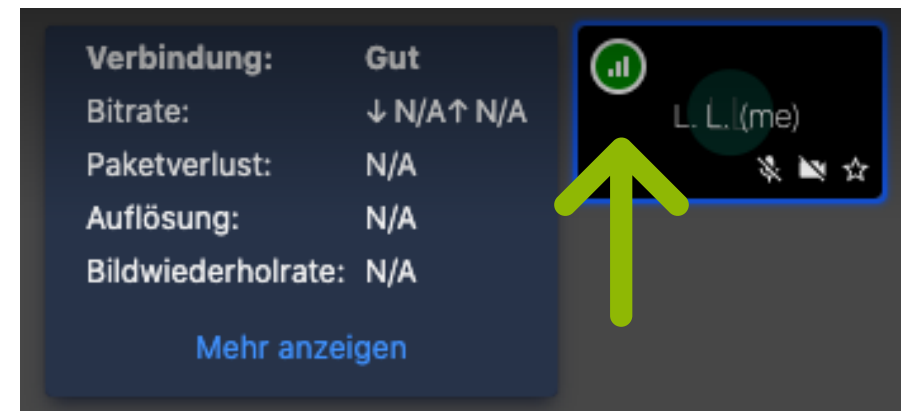 Verbindung: Gut
Bitrate: ↓ N/A↑ N/A
Paketverlust: N/A
Auflösung: N/A
Bildwiederholrate: N/A
Mehr anzeigen
L. L. (me)